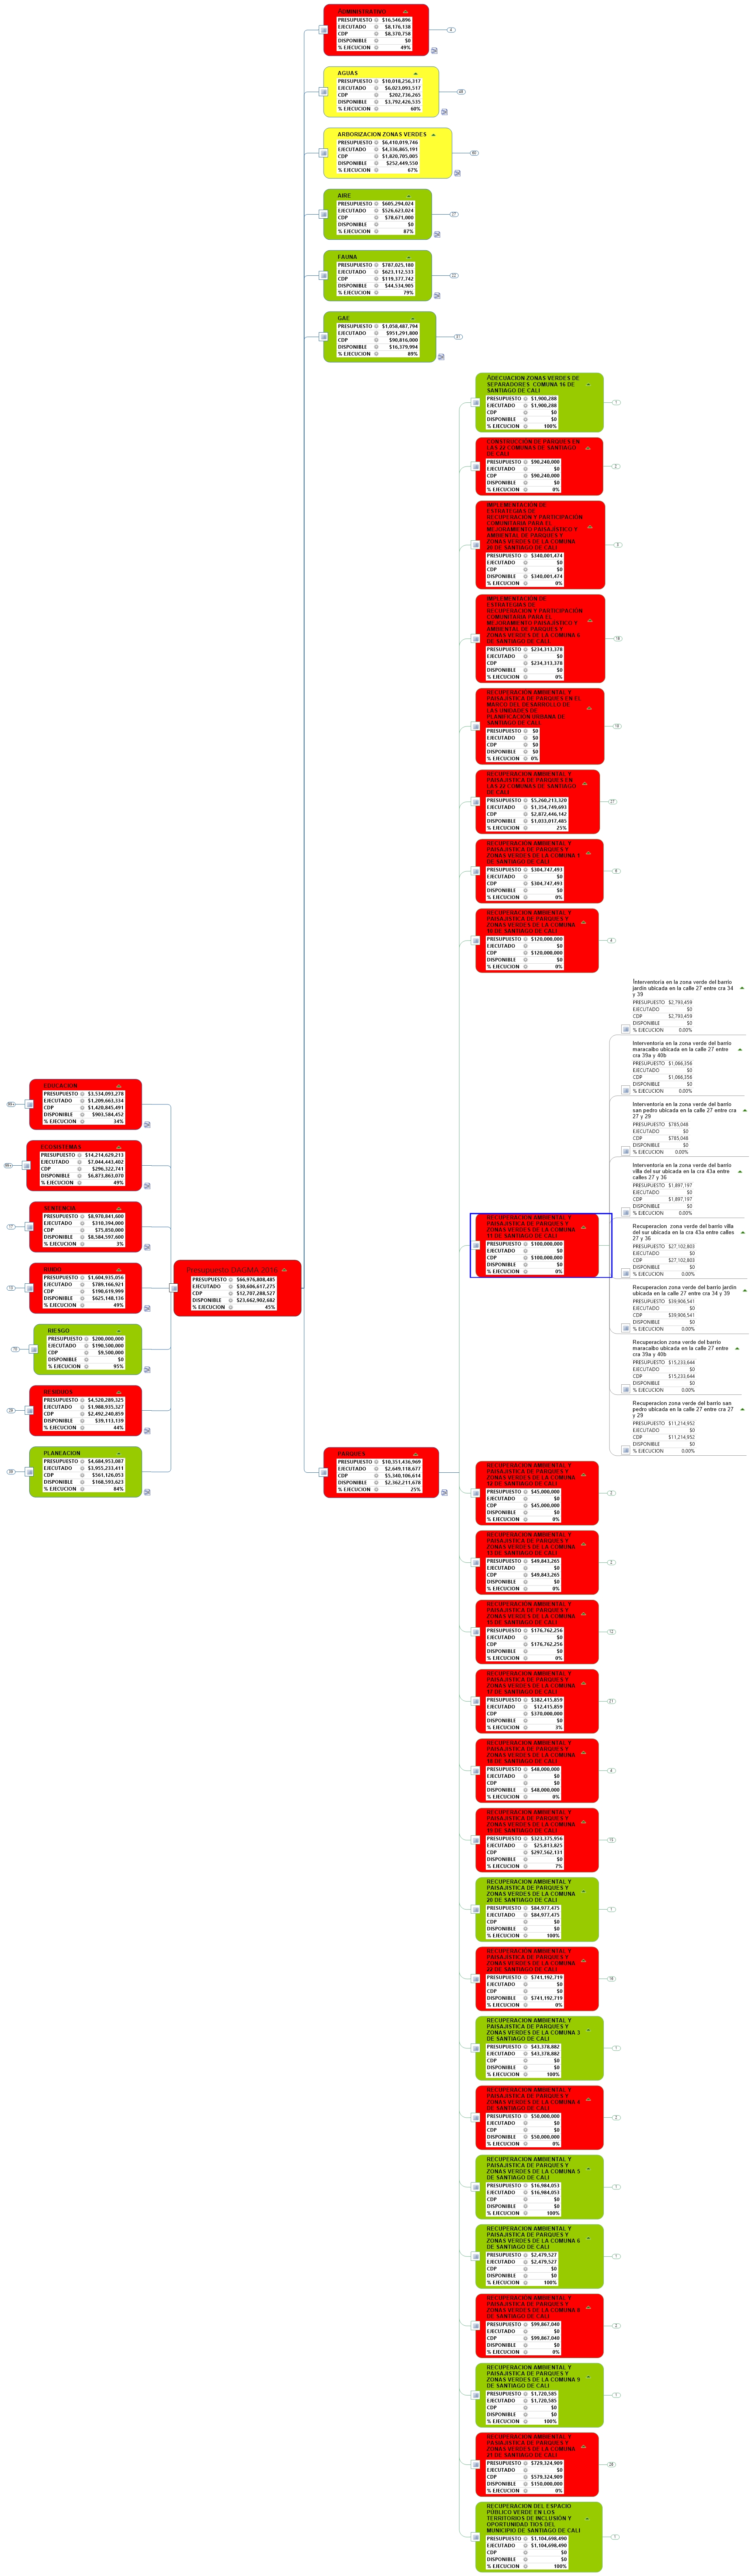 ADMINISTRATIVO
PRESUPUESTO $16,546,896
EJECUTADO $8,176,138
CDP $8,370,758
DISPONIBLE $0
% EJECUCION 49%
AGUAS
PRESUPUESTO $10,018,256,317
EJECUTADO $6,023,093,517
CDP $202,736,265
DISPONIBLE $3,792,426,535
% EJECUCION 60%
ARBORIZACION ZONAS VERDES
PRESUPUESTO $6,410,019,746
EJECUTADO $4,336,865,191
CDP $1,820,705,005
DISPONIBLE $252,449,550
% EJECUCION 67%
AIRE
PRESUPUESTO $605,294,024
EJECUTADO $526,623,024
CDP $78,671,000
DISPONIBLE $0
% EJECUCION 87%
FAUNA
PRESUPUESTO $787,025,180
EJECUTADO $623,112,533
CDP $119,377,742
DISPONIBLE $44,534,905
% EJECUCION 79%
GAE
PRESUPUESTO $1,058,487,794
EJECUTADO $951,291,800
CDP $90,816,000
DISPONIBLE $16,379,994
% EJECUCION 89%
EDUCACION
PRESUPUESTO $3,534,093,278
EJECUTADO $1,209,663,334
CDP $1,420,845,491
DISPONIBLE $903,584,452
% EJECUCION 34%
ECOSISTEMAS
PRESUPUESTO $14,214,629,213
EJECUTADO $7,044,443,402
CDP $296,322,741
DISPONIBLE $6,873,863,070
% EJECUCION 49%
SENTENCIA
PRESUPUESTO $8,970,841,600
EJECUTADO $310,394,000
CDP $75,850,000
DISPONIBLE $8,584,597,600
% EJECUCION 3%
RUIDO
PRESUPUESTO $1,604,935,056
EJECUTADO $789,166,921
CDP $190,619,999
DISPONIBLE $625,148,136
% EJECUCION 49%
RIESGO
PRESUPUESTO $200,000,000
EJECUTADO $190,500,000
CDP $9,500,000
DISPONIBLE $0
% EJECUCION 95%
RESIDUOS
PRESUPUESTO $4,520,289,325
EJECUTADO $1,988,935,327
CDP $2,492,240,859
DISPONIBLE $39,113,139
% EJECUCION 44%
PLANEACION
PRESUPUESTO $4,684,953,087
EJECUTADO $3,955,233,411
CDP $561,126,053
DISPONIBLE $168,593,623
% EJECUCION 84%
Presupuesto DAGMA 2016
PRESUPUESTO $66,976,808,485
EJECUTADO $30,606,617,275
CDP $12,707,288,527
DISPONIBLE $23,662,902,682
% EJECUCION 45%
PARQUES
PRESUPUESTO $10,351,436,969
EJECUTADO $2,649,118,677
CDP $5,340,106,614
DISPONIBLE $2,362,211,678
% EJECUCION 25%
ADECUACION ZONAS VERDES DE
SEPARADORES COMUNA 16 DE
SANTIAGO DE CALI
PRESUPUESTO $1,900,288
EJECUTADO $1,900,288
CDP $0
DISPONIBLE $0
% EJECUCION 100%
CONSTRUCCIÓN DE PARQUES EN
LAS 22 COMUNAS DE SANTIAGO
DE CALI
PRESUPUESTO $90,240,000
EJECUTADO $0
CDP $90,240,000
DISPONIBLE $0
% EJECUCION 0%
IMPLEMENTACIÓN DE
ESTRATEGIAS DE
RECUPERACION Y PARTICIPACIÓN
COMUNITARIA PARA EL
MEJORAMIENTO PAISAJÍSTICO Y
AMBIENTAL DE PARQUES Y
ZONAS VERDES DE LA COMUNA
20 DE SANTIAGO DE CALI
PRESUPUESTO $340,001,474
EJECUTADO $0
CDP $0
DISPONIBLE $340,001,474
% EJECUCION 0%
IMPLEMENTACIÓN DE
ESTRATEGIAS DE
RECUPERACION Y PARTICIPACIÓN
COMUNITARIA PARA EL
MEJORAMIENTO PAISAJÍSTICO Y
AMBIENTAL DE PARQUES Y
ZONAS VERDES DE LA COMUNA
DE SANTIAGO DE CALI
PRESUPUESTO $234,313,378
EJECUTADO $0
CDP $234,313,378
DISPONIBLE $0
% EJECUCION 0%
RECUPERACION AMBIENTAL Y
PAISAJISTICA DE PARQUES EN EL
MARCO DEL DESARROLLO DE
LAS UNIDADES DE
PLANIFICACIÓN URBANA DE
SANTIAGO DE CALI
PRESUPUESTO $0
EJECUTADO $0
CDP $0
DISPONIBLE $0
% EJECUCION 0%
RECUPERACION AMBIENTAL Y
PAISAJISTICA DE PARQUES EN
LAS 22 COMUNAS DE SANTIAGO
DE CALI
PRESUPUESTO $5,260,213,320
EJECUTADO $1,354,749,693
CDP $2,872,446,142
DISPONIBLE $1,033,017,485
% EJECUCION 25%
RECUPERACION AMBIENTAL Y
PAISAJISTICA DE PARQUES Y
ZONAS VERDES DE LA COMUNA
DE SANTIAGO DE CALI
PRESUPUESTO $304,747,493
EJECUTADO $0
CDP $304,747,493
DISPONIBLE $0
% EJECUCION 0%
RECUPERACION AMBIENTAL Y
PAISAJISTICA DE PARQUES Y
ZONAS VERDES DE LA COMUNA
10 DE SANTIAGO DE CALI
PRESUPUESTO $120,000,000
EJECUTADO $0
CDP $120,000,000
DISPONIBLE $0
% EJECUCION 0%
RECUPERACION AMBIENTAL Y
PAISAJISTICA DE PARQUES Y
ZONAS VERDES DE LA COMUNA
11 DE SANTIAGO DE CALI
PRESUPUESTO $100,000,000
EJECUTADO $0
CDP $100,000,000
DISPONIBLE $0
% EJECUCION 0%
Interventoria en la zona verde del barrio
jardin ubicada en la calle 27 entre cra 34
y 39
PRESUPUESTO $2,793,459
EJECUTADO $0
CDP $2,793,459
DISPONIBLE $0
% EJECUCION 0.00%
Interventoria en la zona verde del barrio
maracaibo ubicada en la calle 27 entre
cra 39a y 40b
PRESUPUESTO $1,066,356
EJECUTADO $0
CDP $1,066,356
DISPONIBLE $0
% EJECUCION 0.00%
Interventoria en la zona verde del barrio
san pedro ubicada en la calle 27 entre cra
27 y 29
PRESUPUESTO $785,048
EJECUTADO $0
CDP $785,048
DISPONIBLE $0
% EJECUCION 0.00%
Interventoria en la zona verde del barrio
villa del sur ubicada en la cra 43a entre
calles 27 y 36
PRESUPUESTO $1,897,197
EJECUTADO $0
CDP $1,897,197
DISPONIBLE $0
% EJECUCION 0.00%
Recuperacion zona verde del barrio villa
del sur ubicada en la cra 43a entre calles
27 y 36
PRESUPUESTO $27,102,803
EJECUTADO $0
CDP $27,102,803
DISPONIBLE $0
% EJECUCION 0.00%
Recuperacion zona verde del barrio jardin
ubicada en la calle 27 entre cra 34 y 39
PRESUPUESTO $39,906,541
EJECUTADO $0
CDP $39,906,541
DISPONIBLE $0
% EJECUCION 0.00%
Recuperacion zona verde del barrio
maracaibo ubicada en la calle 27 entre
cra 39a y 40b
PRESUPUESTO $15,233,644
EJECUTADO $0
CDP $15,233,644
DISPONIBLE $0
% EJECUCION 0.00%
Recuperacion zona verde del barrio san
pedro ubicada en la calle 27 entre cra 27
y 29
PRESUPUESTO $11,214,952
EJECUTADO $0
CDP $11,214,952
DISPONIBLE $0
% EJECUCION 0.00%
RECUPERACION AMBIENTAL Y
PAISAJISTICA DE PARQUES Y
ZONAS VERDES DE LA COMUNA
12 DE SANTIAGO DE CALI
PRESUPUESTO $45,000,000
EJECUTADO $0
CDP $45,000,000
DISPONIBLE $0
% EJECUCION 0%
RECUPERACION AMBIENTAL Y
PAISAJISTICA DE PARQUES Y
ZONAS VERDES DE LA COMUNA
DE SANTIAGO DE CALI
PRESUPUESTO $49,843,265
EJECUTADO $0
CDP $49,843,265
DISPONIBLE $0
% EJECUCION 0%
RECUPERACION AMBIENTAL Y
PAISAJISTICA DE PARQUES Y
ZONAS VERDES DE LA COMUNA
DE SANTIAGO DE CALI
PRESUPUESTO $176,762,256
EJECUTADO $0
CDP $176,762,256
DISPONIBLE $0
% EJECUCION 0%
RECUPERACION AMBIENTAL Y
PAISAJISTICA DE PARQUES Y
ZONAS VERDES DE LA COMUNA
17 DE SANTIAGO DE CALI
PRESUPUESTO $382,415,859
EJECUTADO $12,415,859
CDP $370,000,000
DISPONIBLE $0
% EJECUCION 3%
RECUPERACION AMBIENTAL Y
PAISAJISTICA DE PARQUES Y
ZONAS VERDES DE LA COMUNA
18 DE SANTIAGO DE CALI
PRESUPUESTO $48,000,000
EJECUTADO $0
CDP $0
DISPONIBLE $48,000,000
% EJECUCION 0%
RECUPERACION AMBIENTAL Y
PAISAJISTICA DE PARQUES Y
ZONAS VERDES DE LA COMUNA
19 DE SANTIAGO DE CALI
PRESUPUESTO $323,375,956
EJECUTADO $25,813,825
CDP $297,562,131
DISPONIBLE $0
% EJECUCION 7%
RECUPERACION AMBIENTAL Y
PAISAJISTICA DE PARQUES Y
ZONAS VERDES DE LA COMUNA
20 DE SANTIAGO DE CALI
PRESUPUESTO $84,977,475
EJECUTADO $84,977,475
CDP $0
DISPONIBLE $0
% EJECUCION 100%
RECUPERACION AMBIENTAL Y
PAISAJISTICA DE PARQUES Y
ZONAS VERDES DE LA COMUNA
22 DE SANTIAGO DE CALI
PRESUPUESTO $741,192,719
EJECUTADO $0
CDP $0
DISPONIBLE $741,192,719
% EJECUCION 0%
RECUPERACION AMBIENTAL Y
PAISAJISTICA DE PARQUES Y
ZONAS VERDES DE LA COMUNA 3
DE SANTIAGO DE CALI
PRESUPUESTO $43,378,882
EJECUTADO $43,378,882
CDP $0
DISPONIBLE $0
% EJECUCION 100%
RECUPERACION AMBIENTAL Y
PAISAJISTICA DE PARQUES Y
ZONAS VERDES DE LA COMUNA 4
DE SANTIAGO DE CALI
PRESUPUESTO $50,000,000
EJECUTADO $0
CDP $0
DISPONIBLE $50,000,000
% EJECUCION 0%
RECUPERACION AMBIENTAL Y
PAISAJISTICA DE PARQUES Y
ZONAS VERDES DE LA COMUNA 5
DE SANTIAGO DE CALI
PRESUPUESTO $16,984,053
EJECUTADO $16,984,053
CDP $0
DISPONIBLE $0
% EJECUCION 100%
RECUPERACION AMBIENTAL Y
PAISAJISTICA DE PARQUES Y
ZONAS VERDES DE LA COMUNA 6
DE SANTIAGO DE CALI
PRESUPUESTO $2,479,527
EJECUTADO $2,479,527
CDP $0
DISPONIBLE $0
% EJECUCION 100%
RECUPERACION AMBIENTAL Y
PAISAJISTICA DE PARQUES Y
ZONAS VERDES DE LA COMUNA
DE SANTIAGO DE CALI
PRESUPUESTO $99,867,040
EJECUTADO $0
CDP $99,867,040
DISPONIBLE $0
% EJECUCION 0%
RECUPERACION AMBIENTAL Y
PAISAJISTICA DE PARQUES Y
ZONAS VERDES DE LA COMUNA 9
DE SANTIAGO DE CALI
PRESUPUESTO $1,720,585
EJECUTADO $1,720,585
CDP $0
DISPONIBLE $0
% EJECUCION 100%
RECUPERACION AMBIENTAL Y
PAISAJISTICA DE PARQUES Y
ZONAS VERDES DE LA COMUNA
21 DE SANTIAGO DE CALI
PRESUPUESTO $729,324,909
EJECUTADO $0
CDP $579,324,909
DISPONIBLE $150,000,000
% EJECUCION 0%
RECUPERACION DEL ESPACIO
PÚBLICO VERDE EN LOS
TERRITORIOS DE INCLUSIÓN Y
OPORTUNIDAD TIOS DEL
MUNICIPIO DE SANTIAGO DE CALI
PRESUPUESTO $1,104,698,490
EJECUTADO $1,104,698,490
CDP $0
DISPONIBLE $0
% EJECUCION 100%